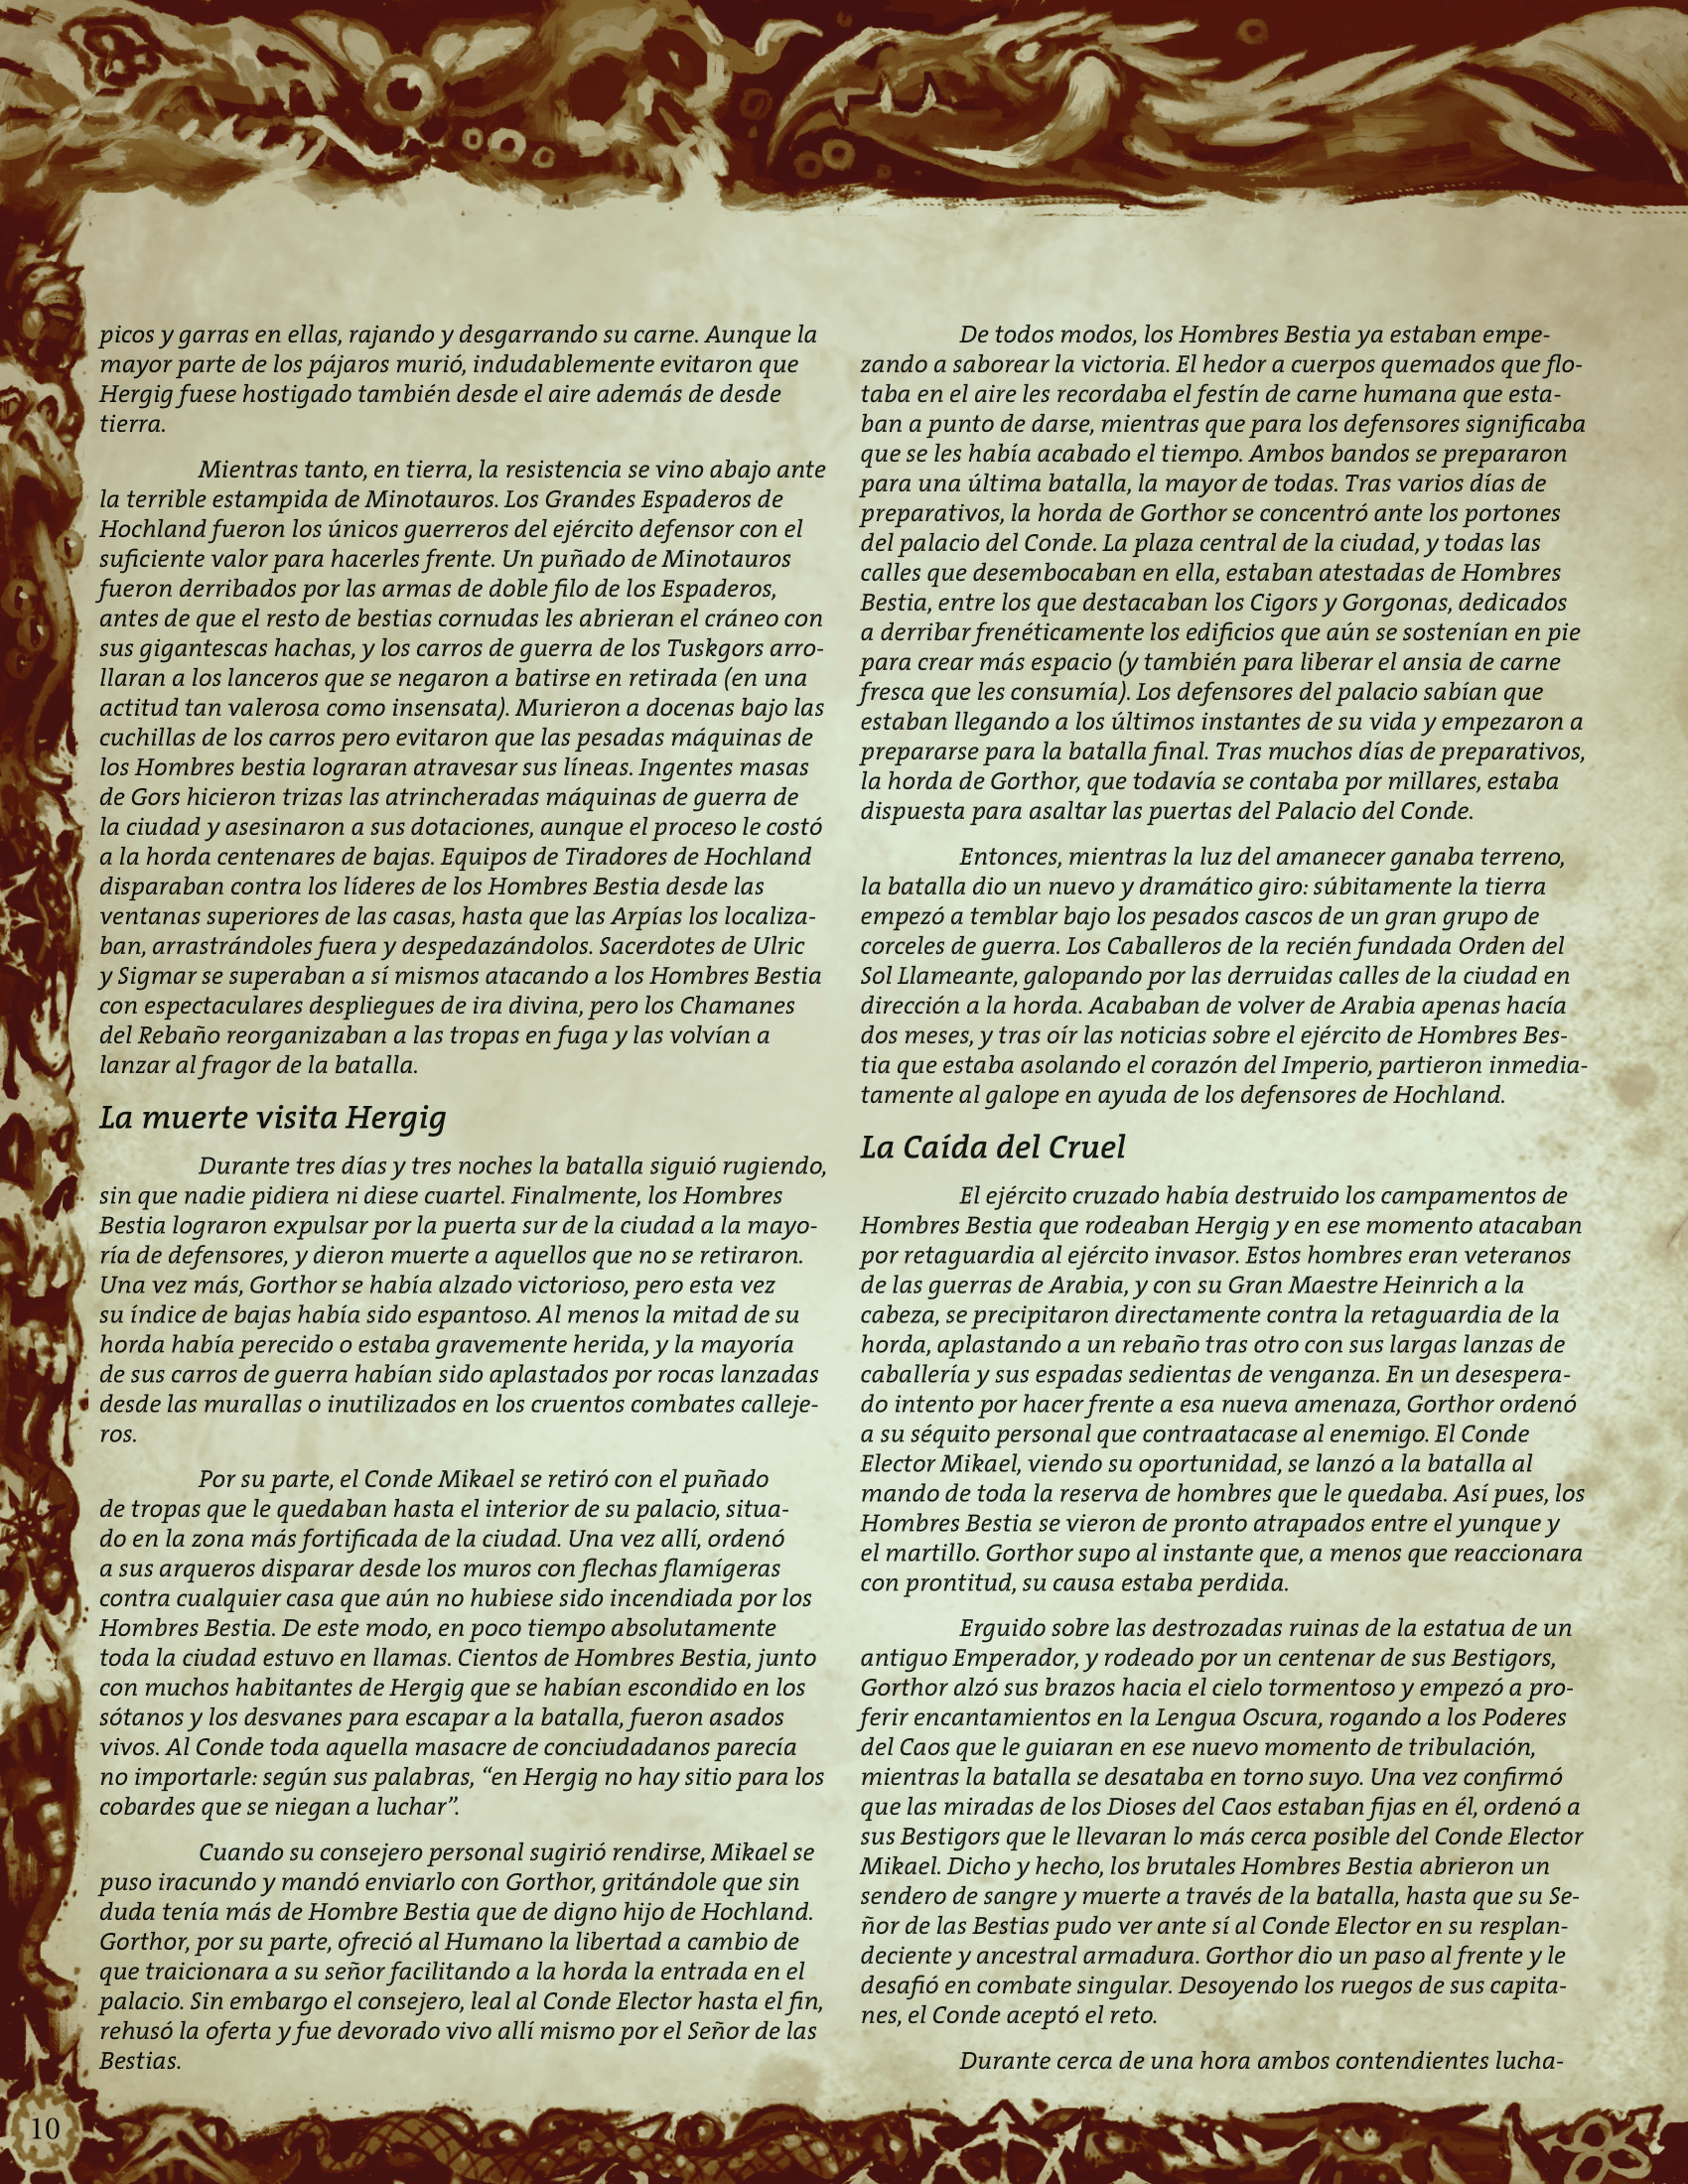 picos y garras en ellas, rajando y desgarrando su carne. Aunque la
mayor parte de los pájaros murió, indudablemente evitaron que
Hergig fuese hostigado también desde el aire además de desde
tierra.
Mientras tanto, en tierra, la resistencia se vino abajo ante
la terrible estampida de Minotauros. Los Grandes Espaderos de
Hochland fueron los únicos guerreros del ejército defensor con el
suficiente valor para hacerles frente. Un puñado de Minotauros
fueron derribados por las armas de doble filo de los Espaderos,
antes de que el resto de bestias cornudas les abrieran el cráneo con
sus gigantescas hachas, y los carros de guerra de los Tuskgors arro-
llaran a los lanceros que se negaron a batirse en retirada (en una
actitud tan valerosa como insensata). Murieron a docenas bajo las
cuchillas de los carros pero evitaron que las pesadas máquinas de
los Hombres bestia lograran atravesar sus líneas. Ingentes masas
de Gors hicieron trizas las atrincheradas máquinas de guerra de
la ciudad y asesinaron a sus dotaciones, aunque el proceso le costó
a la horda centenares de bajas. Equipos de Tiradores de Hochland
disparaban contra los líderes de los Hombres Bestia desde las
ventanas superiores de las casas, hasta que las Arpías los localiza-
ban, arrastrándoles fuera y despedazándolos. Sacerdotes de Ulric
y Sigmar se superaban a sí mismos atacando a los Hombres Bestia
con espectaculares despliegues de ira divina, pero los Chamanes
del Rebaño reorganizaban a las tropas en fuga y las volvían a
lanzar al fragor de la batalla.
La muerte visita Hergig
Durante tres días y tres noches la batalla siguió rugiendo,
sin que nadie pidiera ni diese cuartel. Finalmente, los Hombres
Bestia lograron expulsar por la puerta sur de la ciudad a la mayo-
ría de defensores, y dieron muerte a aquellos que no se retiraron.
Una vez más, Gorthor se había alzado victorioso, pero esta vez
su índice de bajas había sido espantoso. Al menos la mitad de su
horda había perecido o estaba gravemente herida, y la mayoría
de sus carros de guerra habían sido aplastados por rocas lanzadas
desde las murallas o inutilizados en los cruentos combates calleje-
ros.
Por su parte, el Conde Mikael se retiró con el puñado
de tropas que le quedaban hasta el interior de su palacio, situa-
do en la zona más fortificada de la ciudad. Una vez allí, ordenó
a sus arqueros disparar desde los muros con flechas flamígeras
contra cualquier casa que aún no hubiese sido incendiada por los
Hombres Bestia. De este modo, en poco tiempo absolutamente
toda la ciudad estuvo en llamas. Cientos de Hombres Bestia, junto
con muchos habitantes de Hergig que se habían escondido en los
sótanos y los desvanes para escapar a la batalla, fueron asados
vivos. Al Conde toda aquella masacre de conciudadanos parecía
no importarle: según sus palabras, “en Hergig no hay sitio para los
cobardes que se niegan a luchar”.
Cuando su consejero personal sugirió rendirse, Mikael se
puso iracundo y mandó enviarlo con Gorthor, gritándole que sin
duda tenía más de Hombre Bestia que de digno hijo de Hochland.
Gorthor, por su parte, ofreció al Humano la libertad a cambio de
que traicionara a su señor facilitando a la horda la entrada en el
palacio. Sin embargo el consejero, leal al Conde Elector hasta el fin,
rehusó la oferta y fue devorado vivo allí mismo por el Señor de las
Bestias.
De todos modos, los Hombres Bestia ya estaban empe-
zando a saborear la victoria. El hedor a cuerpos quemados que flo-
taba en el aire les recordaba el festín de carne humana que esta-
ban a punto de darse, mientras que para los defensores significaba
que se les había acabado el tiempo. Ambos bandos se prepararon
para una última batalla, la mayor de todas. Tras varios días de
preparativos, la horda de Gorthor se concentró ante los portones
del palacio del Conde. La plaza central de la ciudad, y todas las
calles que desembocaban en ella, estaban atestadas de Hombres
Bestia, entre los que destacaban los Cigors y Gorgonas, dedicados
a derribar frenéticamente los edificios que aún se sostenían en pie
para crear más espacio (y también para liberar el ansia de carne
fresca que les consumía). Los defensores del palacio sabían que
estaban llegando a los últimos instantes de su vida y empezaron a
prepararse para la batalla final. Tras muchos días de preparativos,
la horda de Gorthor, que todavía se contaba por millares, estaba
dispuesta para asaltar las puertas del Palacio del Conde.
Entonces, mientras la luz del amanecer ganaba terreno,
la batalla dio un nuevo y dramático giro: súbitamente la tierra
empezó a temblar bajo los pesados cascos de un gran grupo de
corceles de guerra. Los Caballeros de la recién fundada Orden del
Sol Llameante, galopando por las derruidas calles de la ciudad en
dirección a la horda. Acababan de volver de Arabia apenas hacía
dos meses, y tras oír las noticias sobre el ejército de Hombres Bes-
tia que estaba asolando el corazón del Imperio, partieron inmedia-
tamente al galope en ayuda de los defensores de Hochland.
La Caída del Cruel
El ejército cruzado había destruido los campamentos de
Hombres Bestia que rodeaban Hergig y en ese momento atacaban
por retaguardia al ejército invasor. Estos hombres eran veteranos
de las guerras de Arabia, y con su Gran Maestre Heinrich a la
cabeza, se precipitaron directamente contra la retaguardia de la
horda, aplastando a un rebaño tras otro con sus largas lanzas de
caballería y sus espadas sedientas de venganza. En un desespera-
do intento por hacer frente a esa nueva amenaza, Gorthor ordenó
a su séquito personal que contraatacase al enemigo. El Conde
Elector Mikael, viendo su oportunidad, se lanzó a la batalla al
mando de toda la reserva de hombres que le quedaba. Así pues, los
Hombres Bestia se vieron de pronto atrapados entre el yunque y
el martillo. Gorthor supo al instante que, a menos que reaccionara
con prontitud, su causa estaba perdida.
Erguido sobre las destrozadas ruinas de la estatua de un
antiguo Emperador, y rodeado por un centenar de sus Bestigors,
Gorthor alzó sus brazos hacia el cielo tormentoso y empezó a pro-
ferir encantamientos en la Lengua Oscura, rogando a los Poderes
del Caos que le guiaran en ese nuevo momento de tribulación,
mientras la batalla se desataba en torno suyo. Una vez confirmó
que las miradas de los Dioses del Caos estaban fijas en él, ordenó a
sus Bestigors que le llevaran lo más cerca posible del Conde Elector
Mikael. Dicho y hecho, los brutales Hombres Bestia abrieron un
sendero de sangre y muerte a través de la batalla, hasta que su Se-
ñor de las Bestias pudo ver ante sí al Conde Elector en su resplan-
deciente y ancestral armadura. Gorthor dio un paso al frente y le
desafió en combate singular. Desoyendo los ruegos de sus capita-
nes, el Conde aceptó el reto.
Durante cerca de una hora ambos contendientes lucha-
10